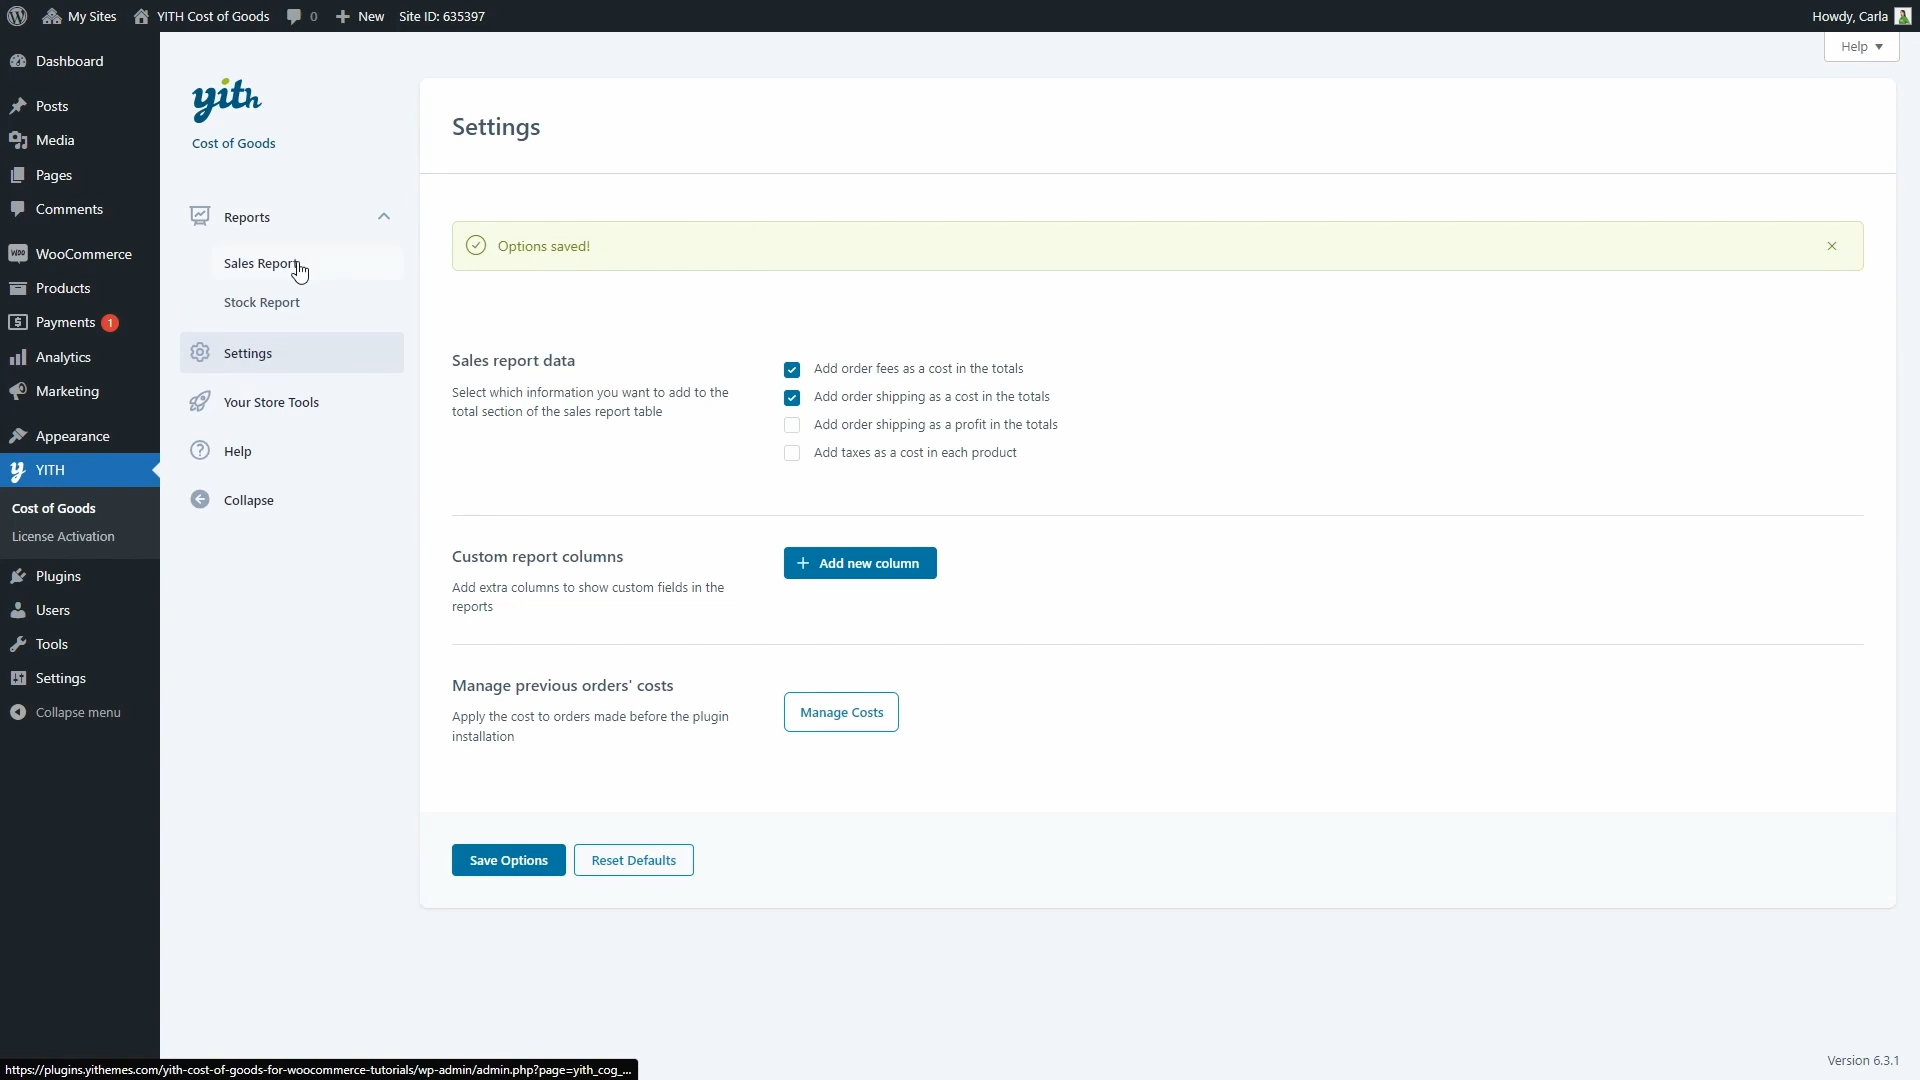 My Sites
YITH Cost of Goods
0
New
Site ID: 635397
Howdy, Carla
Help
Dashboard
Posts
Media
Pages
Comments
WooCommerce
Products
Payments 1
Analytics
Marketing
Appearance
YITH
Cost of Goods
License Activation
Plugins
Users
Tools
Settings
Collapse menu
yith
Cost of Goods
Reports
Sales Report
Stock Report
Settings
Your Store Tools
Help
Collapse
Settings
Options saved!
Sales report data
Select which information you want to add to the
total section of the sales report table
Add order fees as a cost in the totals
Add order shipping as a cost in the totals
Add order shipping as a profit in the totals
Add taxes as a cost in each product
Custom report columns
Add extra columns to show custom fields in the
reports
Add new column
Manage previous orders' costs
Apply the cost to orders made before the plugin
installation
Manage Costs
Save Options
Reset Defaults
Version 6.3.1
https://plugins.yithemes.com/yith-cost-of-goods-for-woocommerce-tutorials/wp-admin/admin.php?page=yith_cog_...